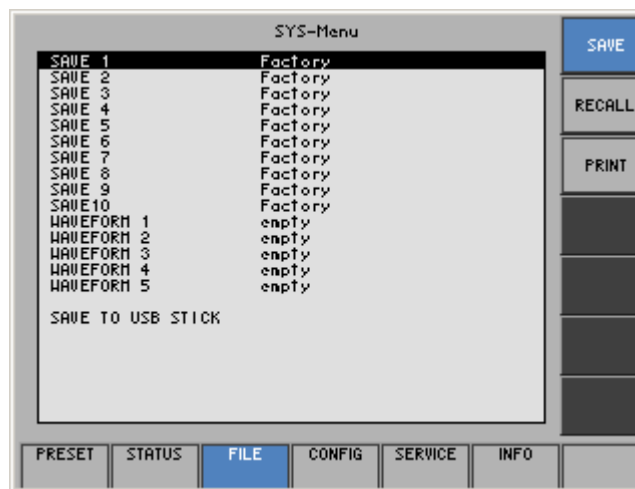 SYS-Menu
SAVE 1 Factory
SAVE 2 Factory
SAVE 3 Factory
SAVE 4 Factory
SAVE 5 Factory
SAVE 6 Factory
SAVE 7 Factory
SAVE 8 Factory
SAVE 9 Factory
SAVE10 Factory
WAVEFORM 1 empty
WAVEFORM 2 empty
WAVEFORM 3 empty
WAVEFORM 4 empty
WAVEFORM 5 empty
SAVE TO USB STICK
SAVE
RECALL
PRINT
PRESET STATUS FILE CONFIG SERVICE INFO